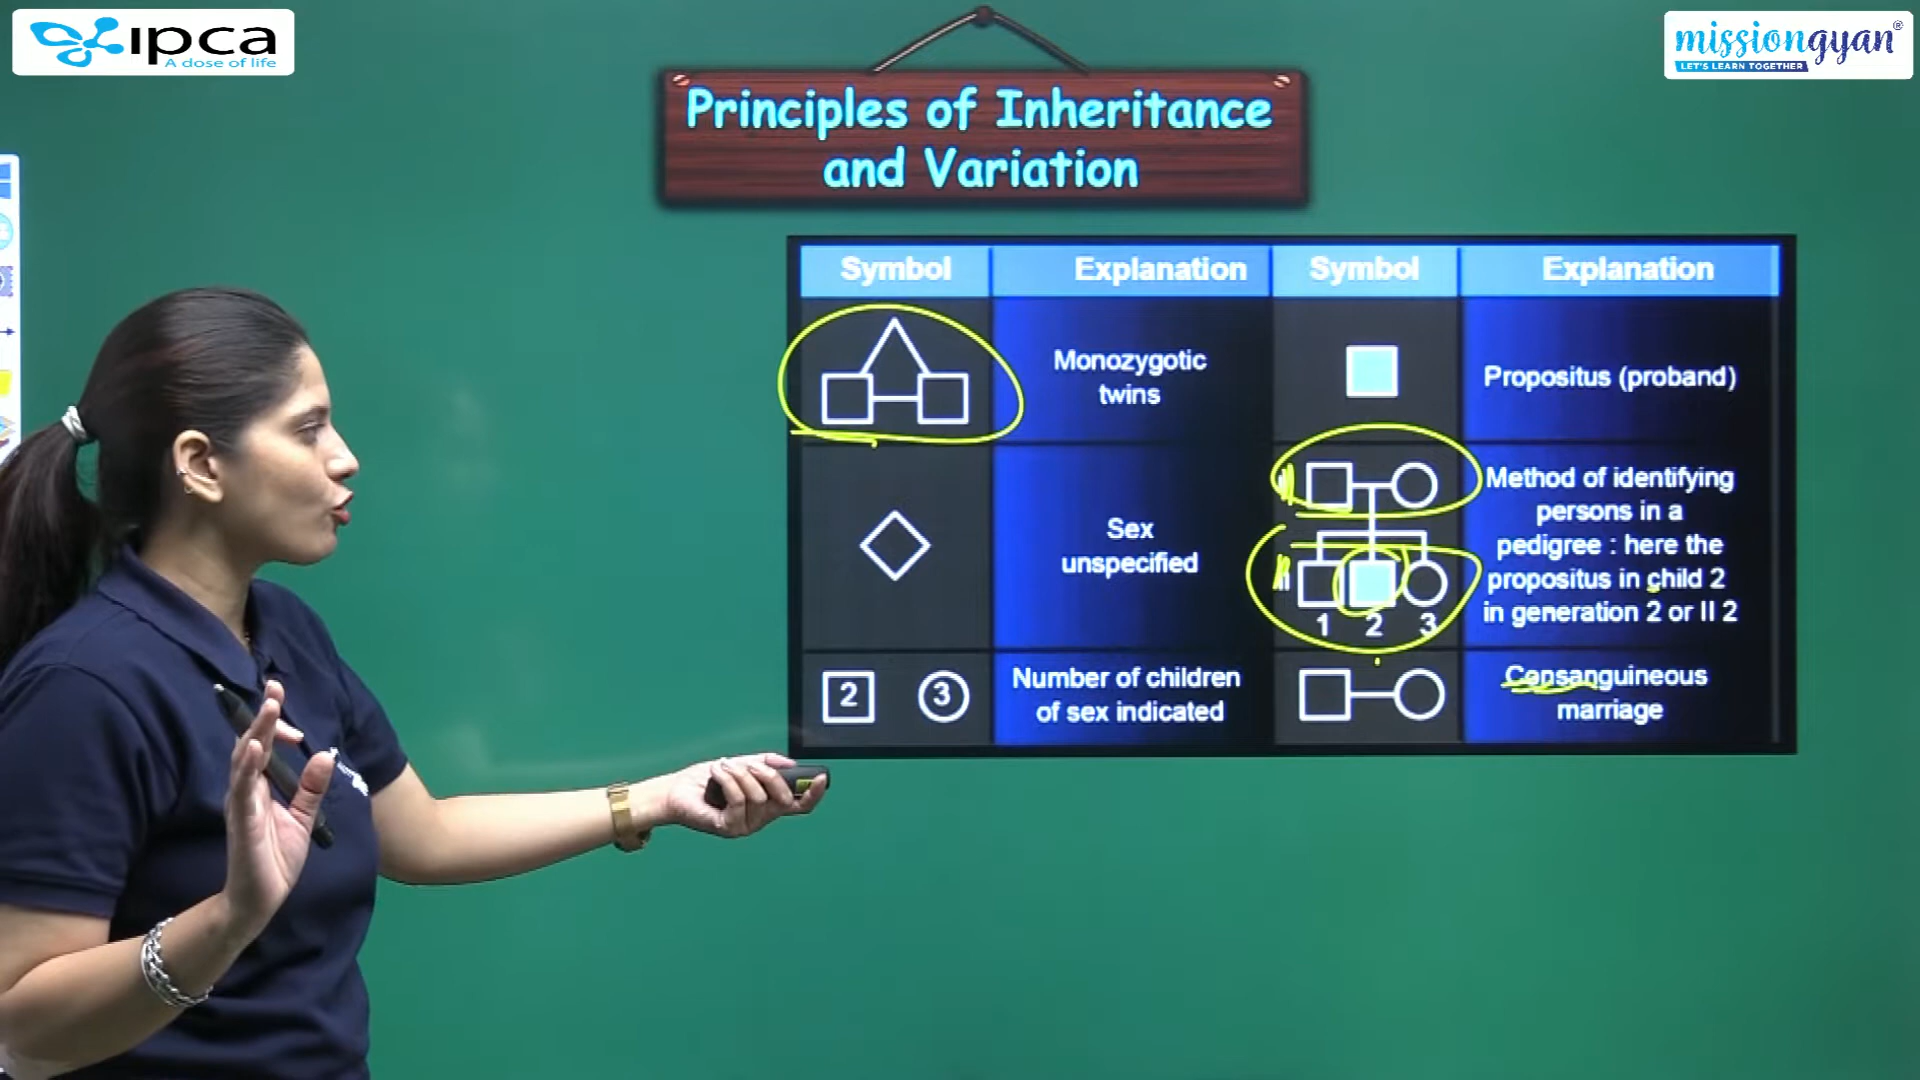 ipca
A dose of life
missiongyan®
LET'S LEARN TOGETHER
Principles of Inheritance
and Variation
Symbol Explanation Symbol Explanation
Monozygotic
twins
Propositus (proband)
Sex
unspecified
Method of identifying
persons in a
pedigree : here the
propositus in child 2
in generation 2 or II 2
1 2 3
2 3
Number of children
of sex indicated
Consanguineous
marriage